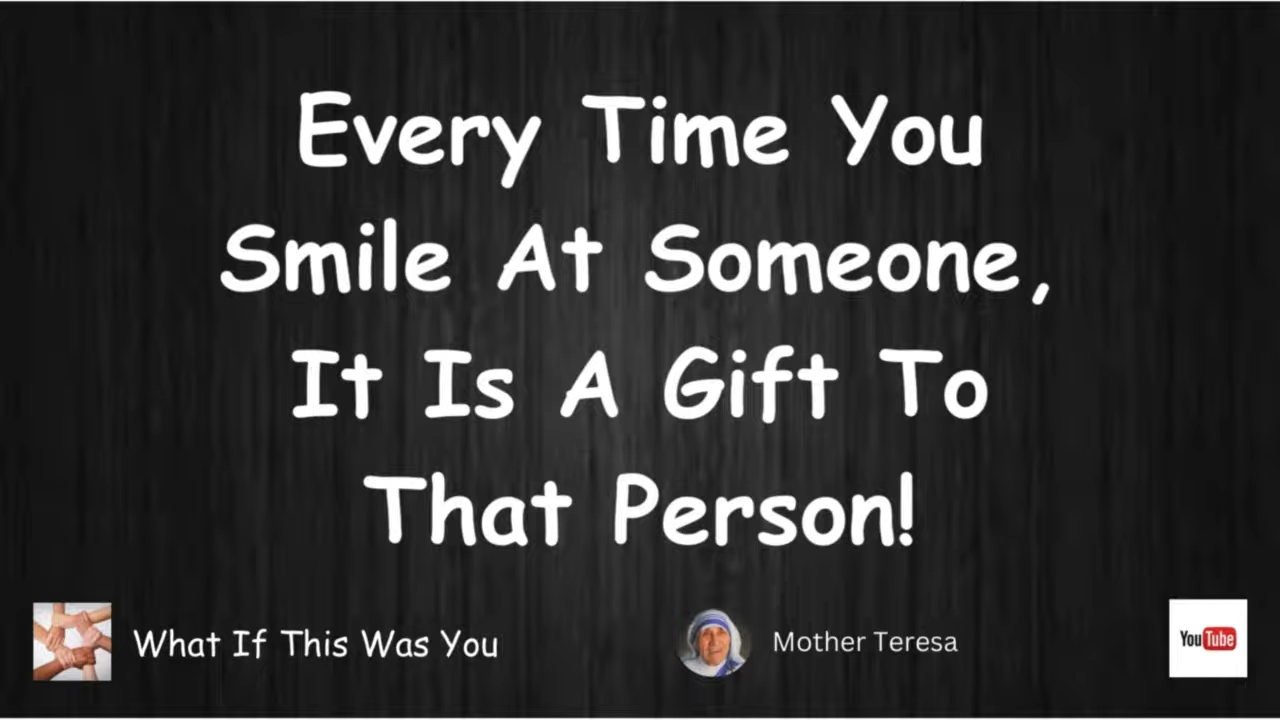 Every Time You
Smile At Someone,
It Is A Gift To
That Person!
What If This Was You
Mother Teresa
YouTube